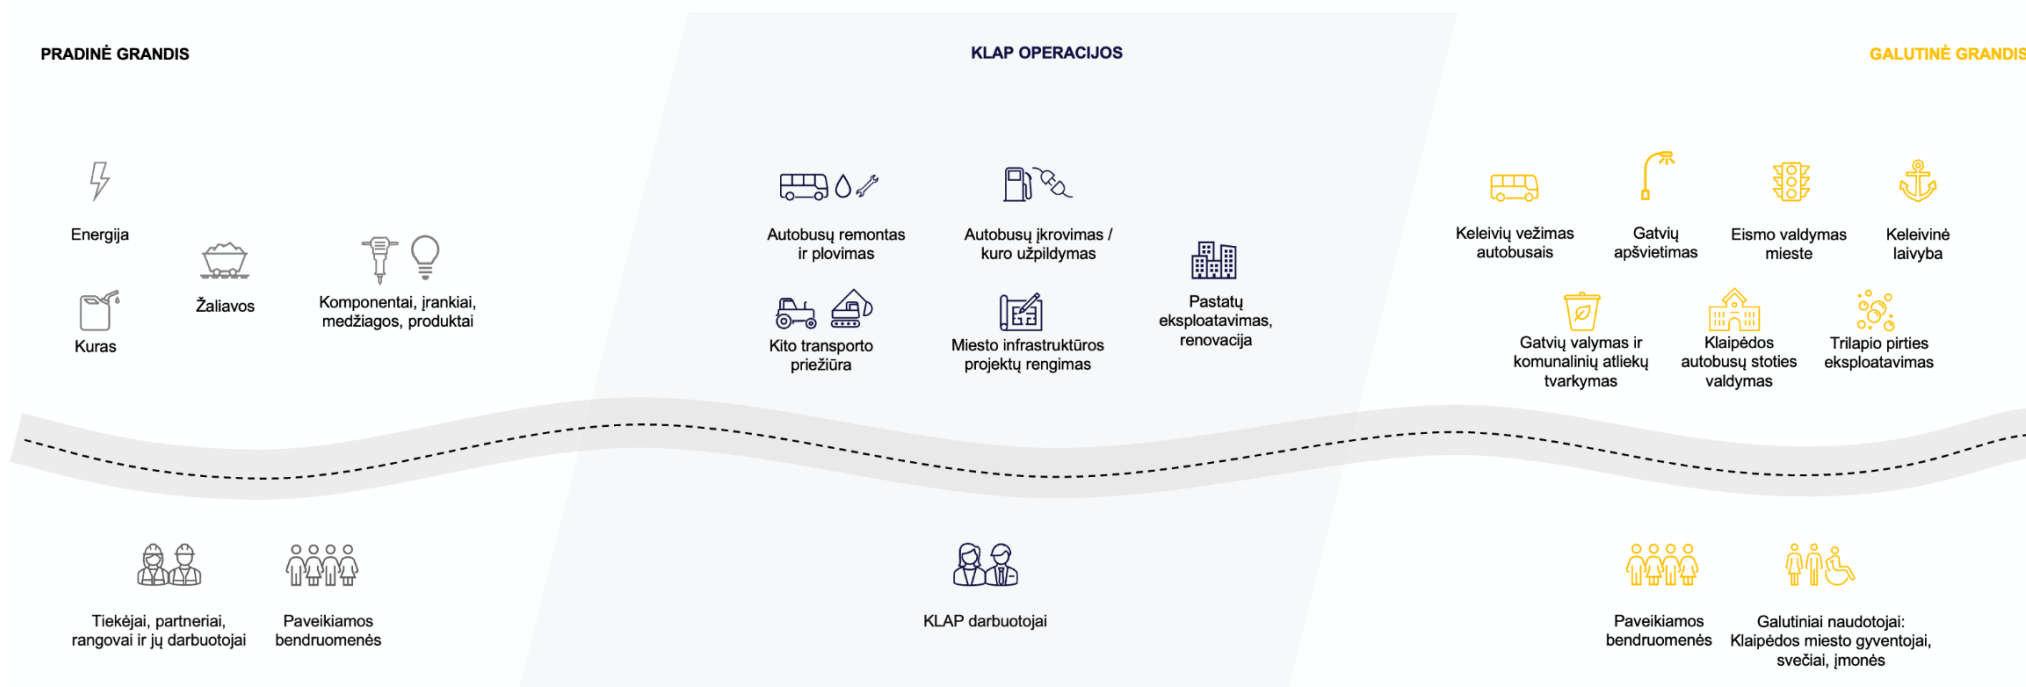 PRADINĖ GRANDIS
Energija
Kuras
Žaliavos
Komponentai, įrankiai,
medžiagos, produktai
Tiekėjai, partneriai,
rangovai ir jų darbuotojai
Paveikiamos
bendruomenės
KLAP OPERACIJOS
Autobusų remontas
ir plovimas
Autobusų įkrovimas /
kuro užpildymas
Kito transporto
priežiūra
Miesto infrastruktūros
projektų rengimas
Pastatų
eksploatavimas,
renovacija
KLAP darbuotojai
GALUTINĖ GRANDIS
Keleivių vežimas
autobusais
Gatvių
apšvietimas
Eismo valdymas
mieste
Keleivinė
laivyba
Gatvių valymas ir
komunalinių atliekų
tvarkymas
Klaipėdos
autobusų stoties
valdymas
Trilapio pirties
eksploatavimas
Paveikiamos
bendruomenės
Galutiniai naudotojai:
Klaipėdos miesto gyventojai,
svečiai, įmonės